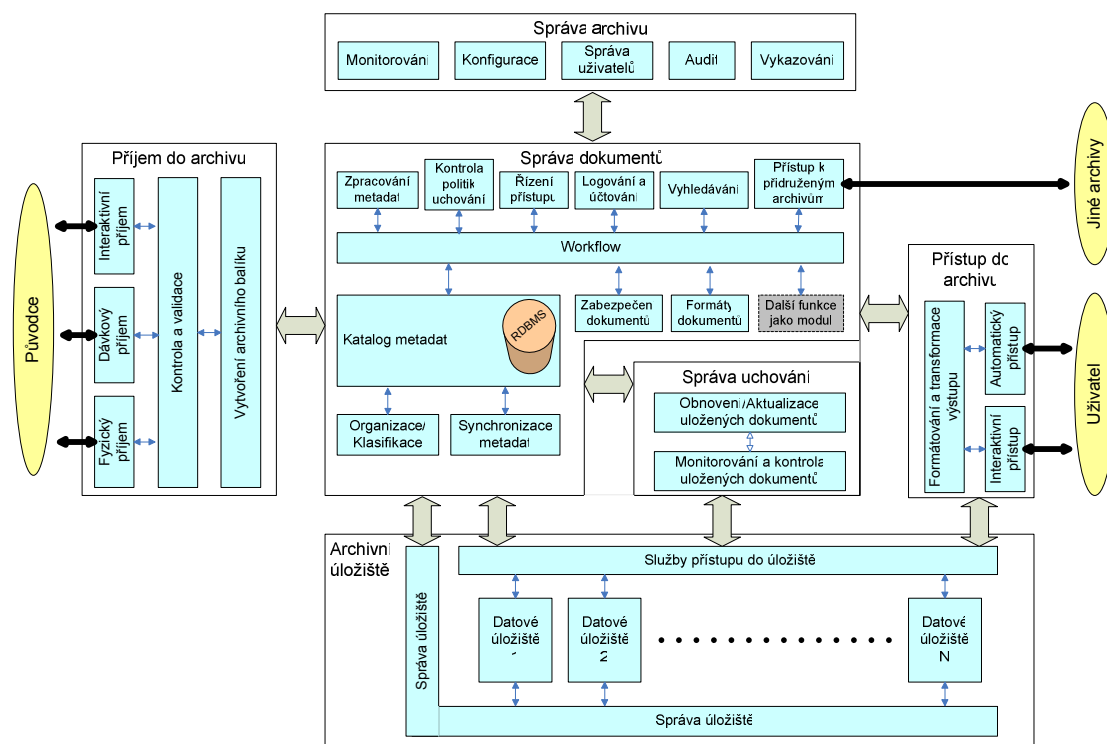 Správa archivu
Monitorování
Konfigurace
Správa
uživatelů
Audit
Vykazování
Příjem do archivu
Původce
Interaktivní
příjem
Dávkový
příjem
Fyzický
příjem
Kontrola a validace
Vytvoření archivního balíku
Správa dokumentů
Zpracování
metadat
Kontrola
politik
uchování
Řízení
přístupu
Logování a
účtování
Vyhledávání
Přístup k
přidruženým
archivům
Workflow
Katalog metadat
RDBMS
Zabezpečen
dokumentů
Formáty
dokumentů
Další funkce
jako modul
Organizace/
Klasifikace
Synchronizace
metadat
Správa uchování
Obnovení/Aktualizace
uložených dokumentů
Monitorování a kontrola
uložených dokumentů
Jiné archivy
Přístup do
archivu
Formátování a transformace
výstupu
Automatický
přístup
Interaktivní
přístup
Uživatel
Archivní
úložiště
Správa úložiště
Služby přístupu do úložiště
Datové
úložiště
1
Datové
úložiště
2
Datové
úložiště
N
Správa úložiště